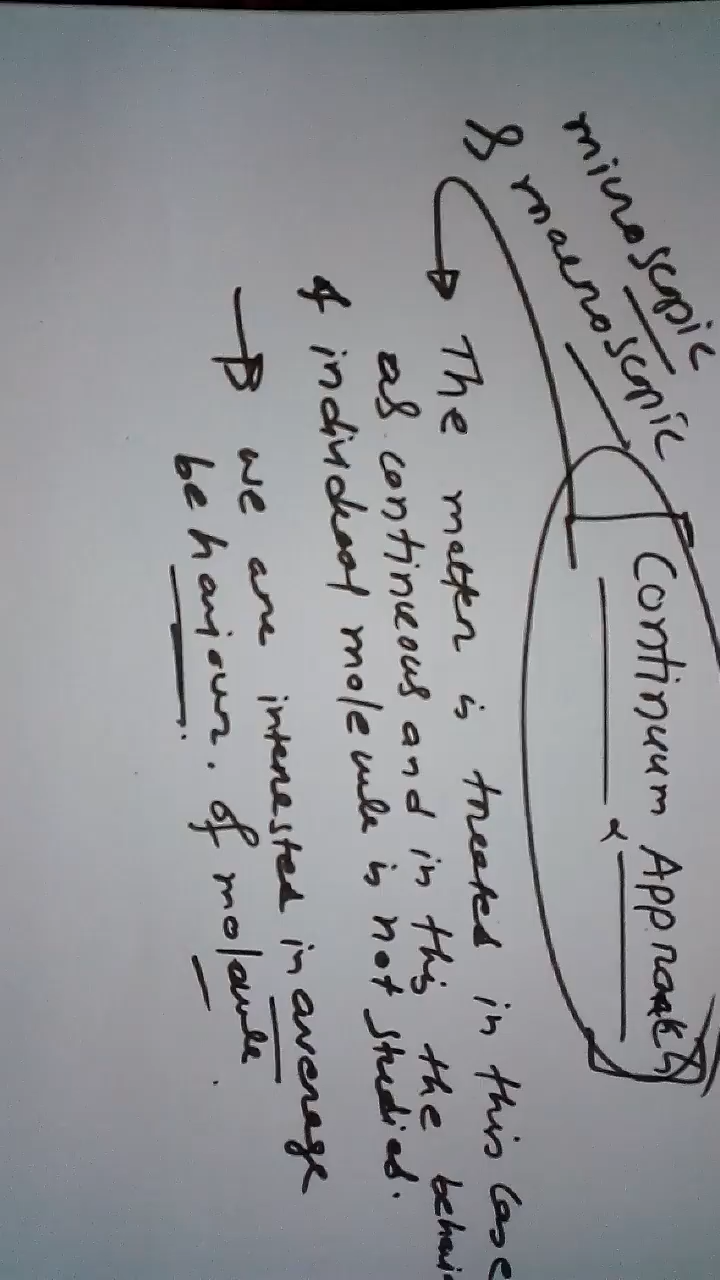 microscopic
& macroscopic
Continuum Approach
The matter is treated in this case
as continuous and in this the behavi
of individual molecule is not studied.
we are interested in average
behaviour. of molecule.